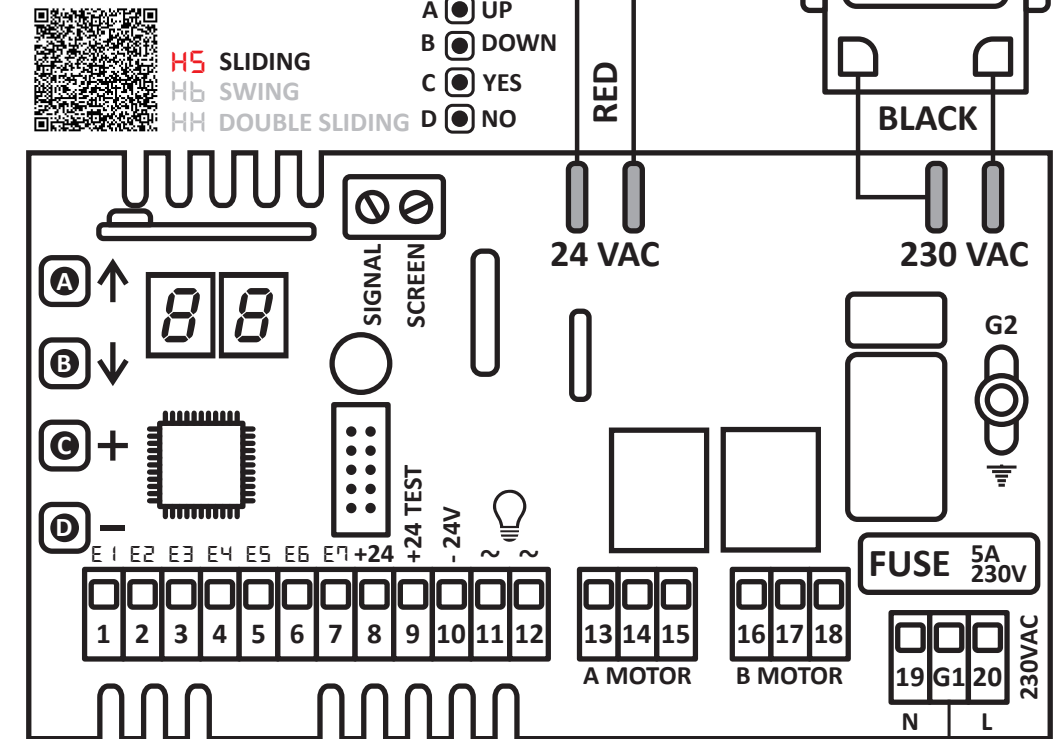 A UP
B DOWN
C YES
D NO
H5 SLIDING
Hb SWING
HH DOUBLE SLIDING
RED
BLACK
24 VAC
230 VAC
SIGNAL
SCREEN
A
B
C +
D -
8 8
G2
+24 TEST
- 24V
E1 E2 E3 E4 E5 E6 E7 +24
~ ~
FUSE 5A 230V
1 2 3 4 5 6 7 8 9 10 11 12
13 14 15
16 17 18
A MOTOR
B MOTOR
19 G1 20
230VAC
N L